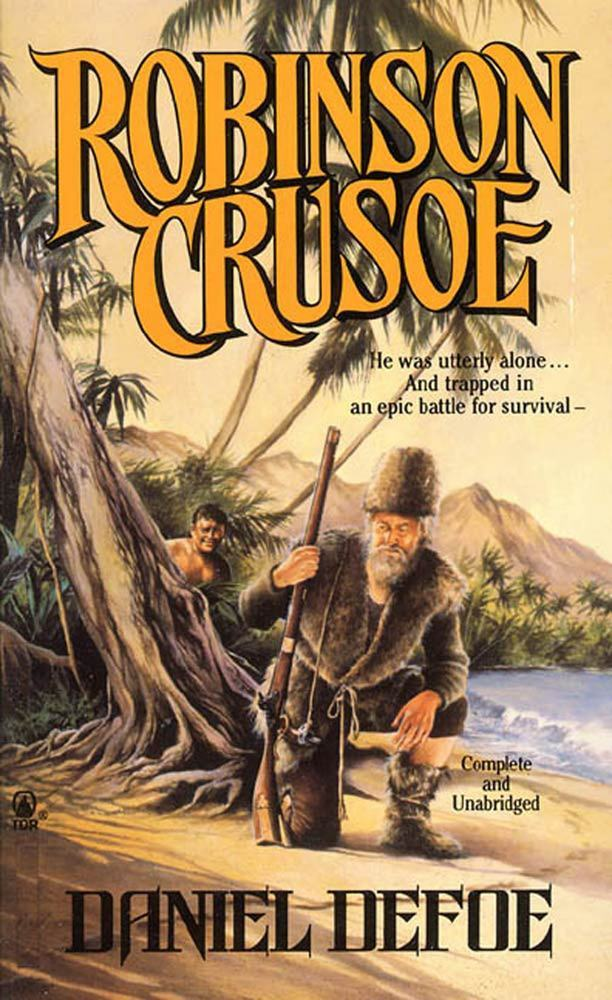 ROBINSON
CRUSOE
He was utterly alone...
And trapped in
an epic battle for survival –
Complete
and
Unabridged
TOR®
DANIEL DEFOE